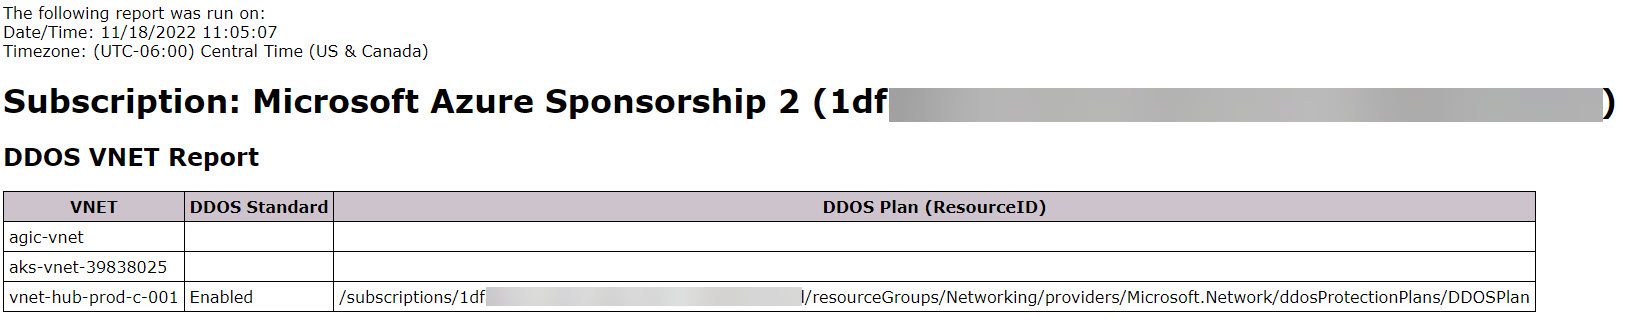 The following report was run on:
Date/Time: 11/18/2022 11:05:07
Timezone: (UTC-06:00) Central Time (US & Canada)
Subscription: Microsoft Azure Sponsorship 2 (1df )
DDOS VNET Report
VNET DDOS Standard DDOS Plan (ResourceID)
agic-vnet
aks-vnet-39838025
vnet-hub-prod-c-001 Enabled /subscriptions/1df /resourceGroups/Networking/providers/Microsoft.Network/ddosProtectionPlans/DDOSPlan